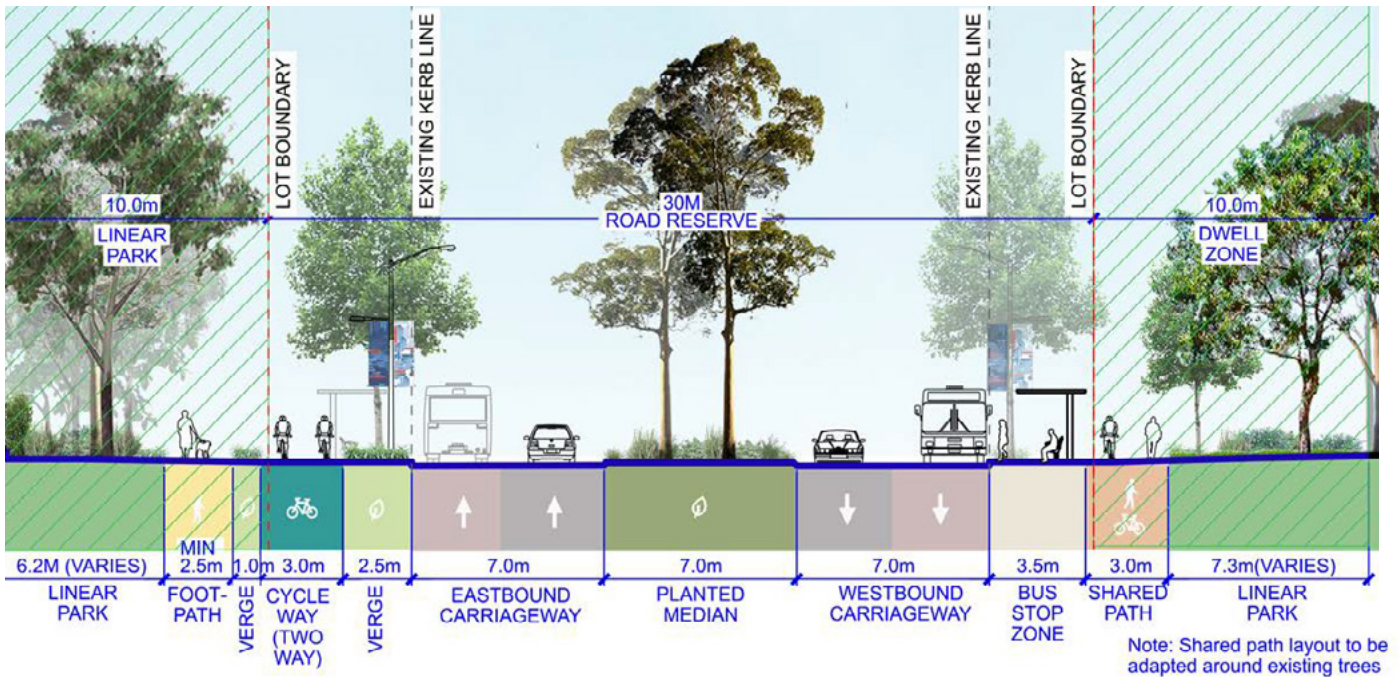 LOT BOUNDARY
EXISTING KERB LINE
EXISTING KERB LINE
LOT BOUNDARY
10.0m
LINEAR
PARK
30M
ROAD RESERVE
10.0m
DWELL
ZONE
6.2M (VARIES)
LINEAR
PARK
MIN
2.5m
FOOT-
PATH
1.0m
VERGE
3.0m
CYCLE
WAY
(TWO
WAY)
2.5m
VERGE
7.0m
EASTBOUND
CARRIAGEWAY
7.0m
PLANTED
MEDIAN
7.0m
WESTBOUND
CARRIAGEWAY
3.5m
BUS
STOP
ZONE
3.0m
SHARED
PATH
7.3m(VARIES)
LINEAR
PARK
Note: Shared path layout to be
adapted around existing trees